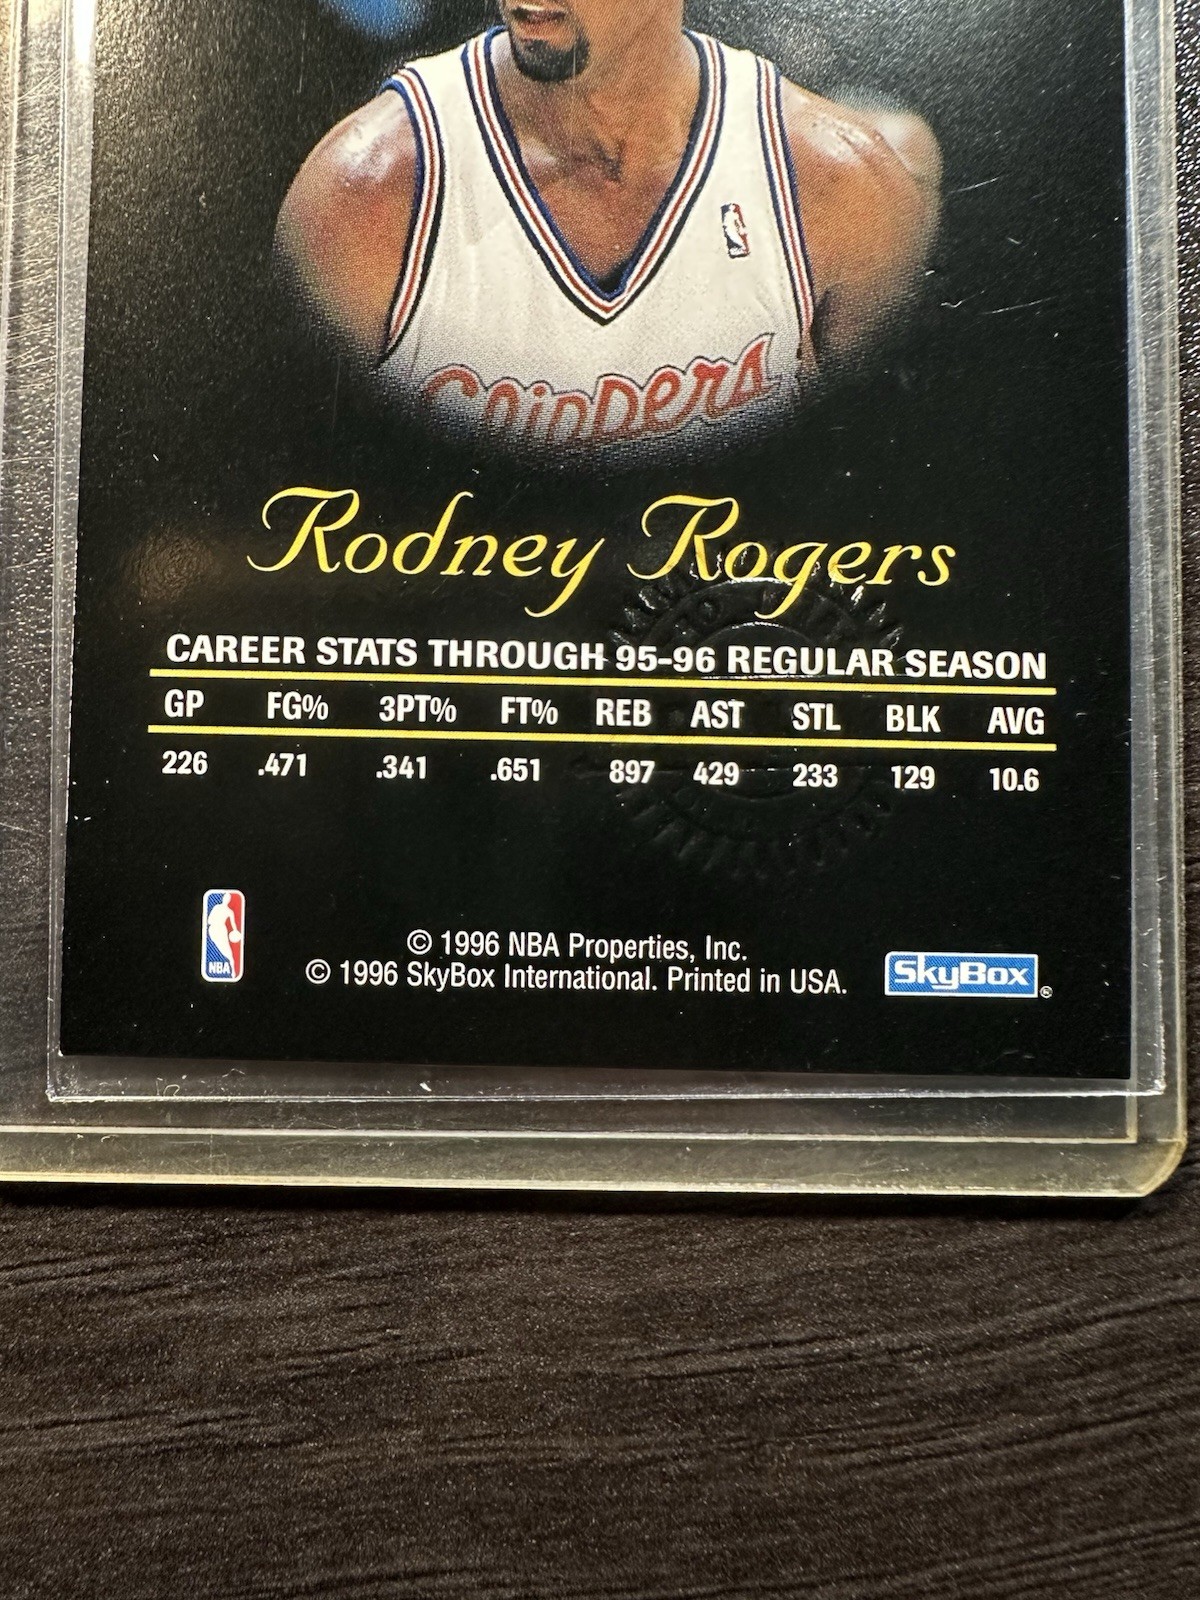 Clippers
Rodney Rogers
CAREER STATS THROUGH 95-96 REGULAR SEASON
GP FG% 3PT% FT% REB AST STL BLK AVG
226 .471 .341 .651 897 429 233 129 10.6
NBA
© 1996 NBA Properties, Inc.
© 1996 SkyBox International. Printed in USA.
SkyBox ®